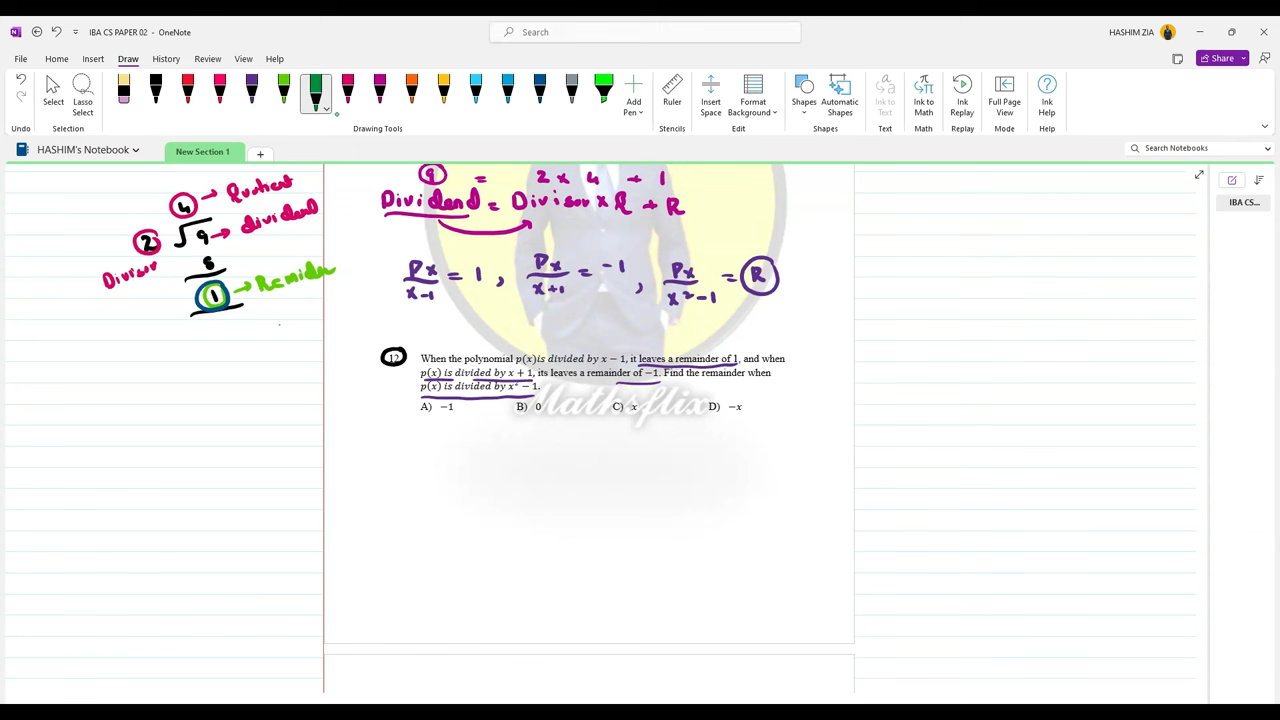 IBA CS PAPER 02 - OneNote
Search
HASHIM ZIA
File Home Insert Draw History Review View Help
Share
Select
Lasso Select
Add Pen
Ruler
Insert Space
Format Background
Shapes
Automatic Shapes
Ink to Text
Ink to Math
Ink Replay
Full Page View
Ink Help
Undo
Selection
Drawing Tools
Stencils
Edit
Shapes
Text
Math
Replay
Mode
Help
HASHIM's Notebook
New Section 1
+
Search Notebooks
IBA CS...
4 → Quotient
2 √9 → dividend
Divisor
8
1 → Remider
9 = 2 x 4 + 1
Dividend = Divisor x R + R
Px/x-1 = 1 , Px/x+1 = -1 , Px/x²-1 = R
12 When the polynomial p(x)is divided by x − 1, it leaves a remainder of 1, and when
p(x) is divided by x + 1, its leaves a remainder of −1. Find the remainder when
p(x) is divided by x² − 1.
A) −1 B) 0 C) x D) −x
Mathsflix